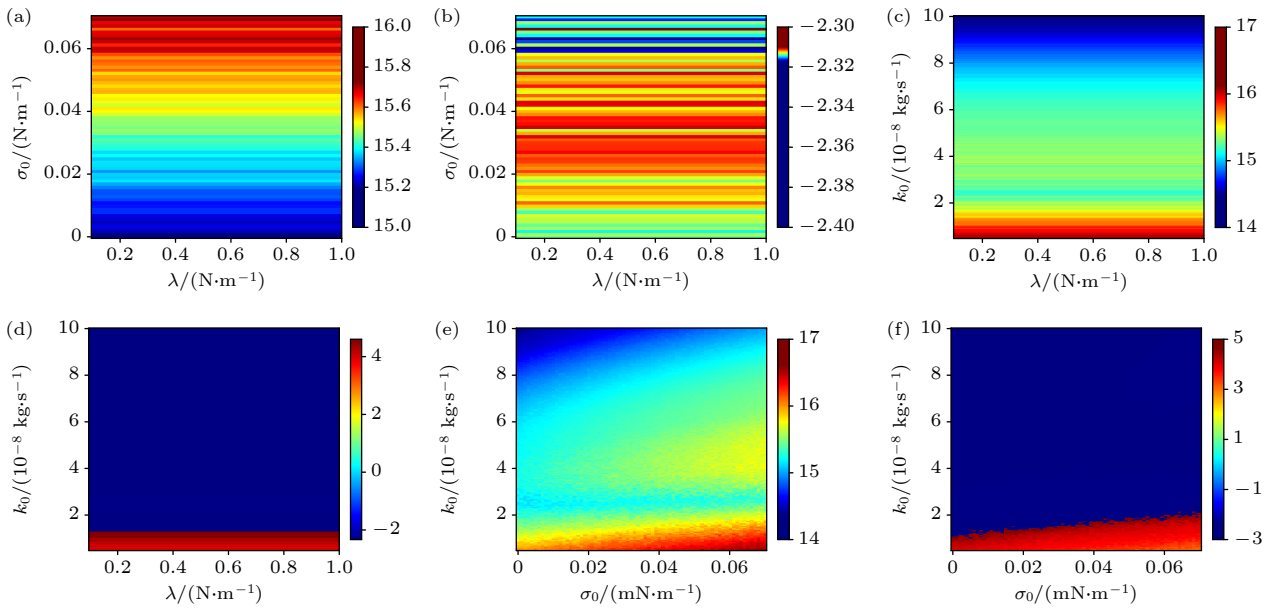 (a)
σ₀/(N·m⁻¹)
0.06
0.04
0.02
0
0.2 0.4 0.6 0.8 1.0
λ/(N·m⁻¹)
16.0
15.8
15.6
15.4
15.2
15.0
(b)
σ₀/(N·m⁻¹)
0.06
0.04
0.02
0
0.2 0.4 0.6 0.8 1.0
λ/(N·m⁻¹)
−2.30
−2.32
−2.34
−2.36
−2.38
−2.40
(c)
k₀/(10⁻⁸ kg·s⁻¹)
10
8
6
4
2
0.2 0.4 0.6 0.8 1.0
λ/(N·m⁻¹)
17
16
15
14
(d)
k₀/(10⁻⁸ kg·s⁻¹)
10
8
6
4
2
0.2 0.4 0.6 0.8 1.0
λ/(N·m⁻¹)
4
2
0
−2
(e)
k₀/(10⁻⁸ kg·s⁻¹)
10
8
6
4
2
0 0.02 0.04 0.06
σ₀/(mN·m⁻¹)
17
16
15
14
(f)
k₀/(10⁻⁸ kg·s⁻¹)
10
8
6
4
2
0 0.02 0.04 0.06
σ₀/(mN·m⁻¹)
5
3
1
−1
−3